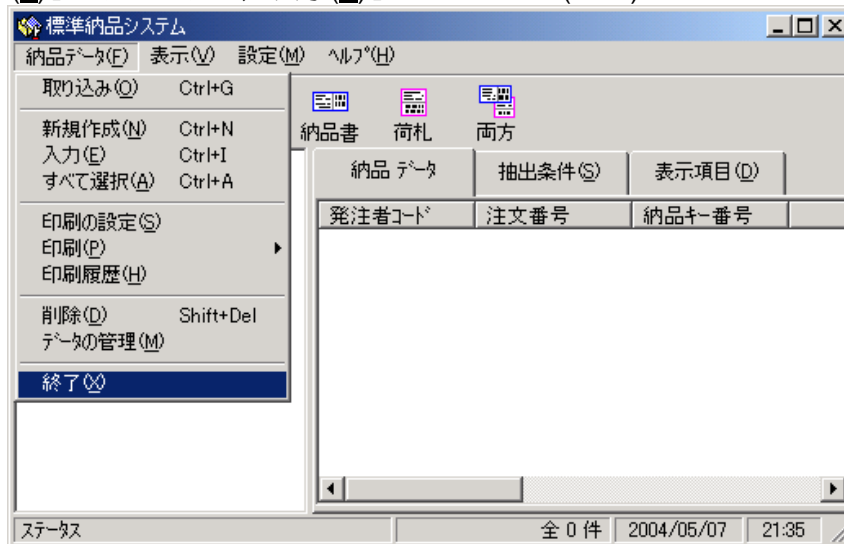 標準納品システム
納品ﾃﾞｰﾀ(F) 表示(V) 設定(M) ﾍﾙﾌﾟ(H)
取り込み(O) Ctrl+G
新規作成(N) Ctrl+N
入力(E) Ctrl+I
すべて選択(A) Ctrl+A
印刷の設定(S)
印刷(P)
印刷履歴(H)
削除(D) Shift+Del
ﾃﾞｰﾀの管理(M)
終了(X)
納品書 荷札 両方
納品 ﾃﾞｰﾀ 抽出条件(S) 表示項目(D)
発注者ｺｰﾄﾞ 注文番号 納品ｷｰ番号
ｽﾃｰﾀｽ 全 0 件 2004/05/07 21:35